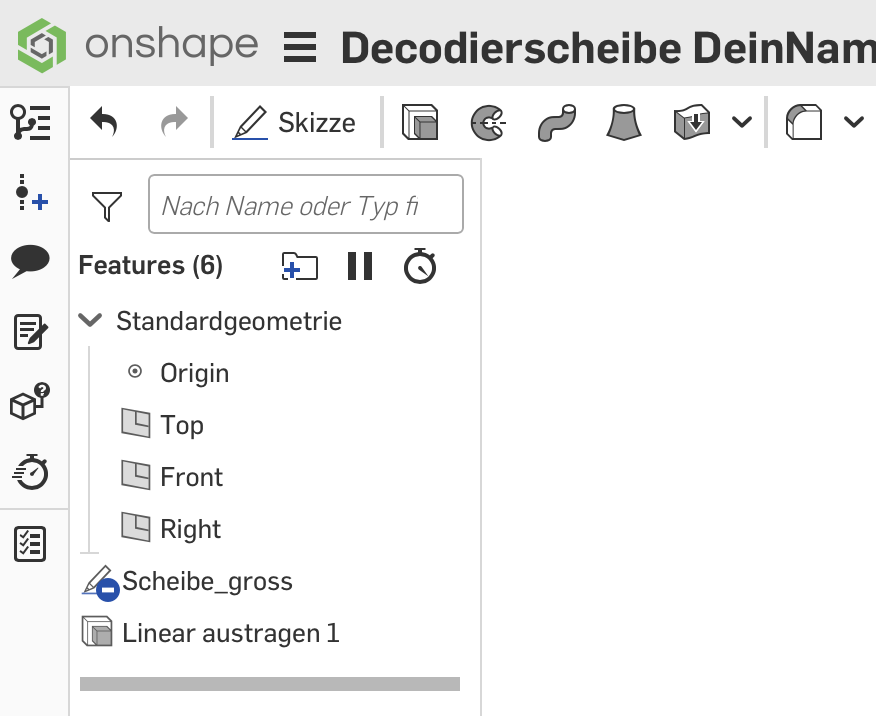 onshape Decodierscheibe DeinNam
Skizze
Nach Name oder Typ fi
Features (6)
Standardgeometrie
Origin
Top
Front
Right
Scheibe_gross
Linear austragen 1